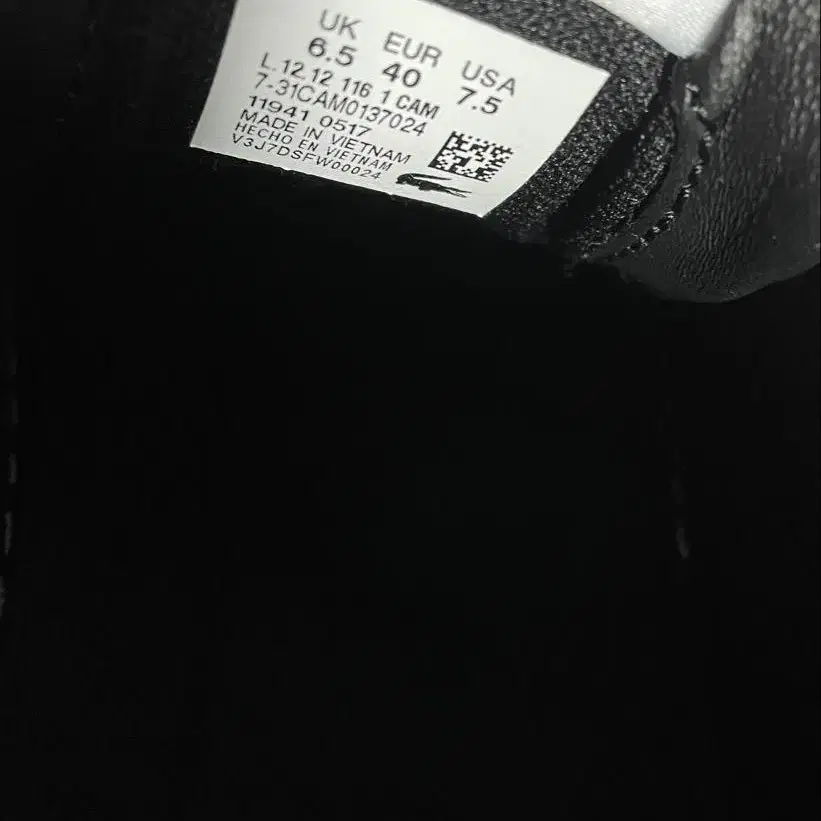 UK EUR USA
6.5 40 7.5
L.12.12 116 1 CAM
7-31CAM0137024
11941 0517
MADE IN VIETNAM
HECHO EN VIETNAM
V3J7DSFW00024